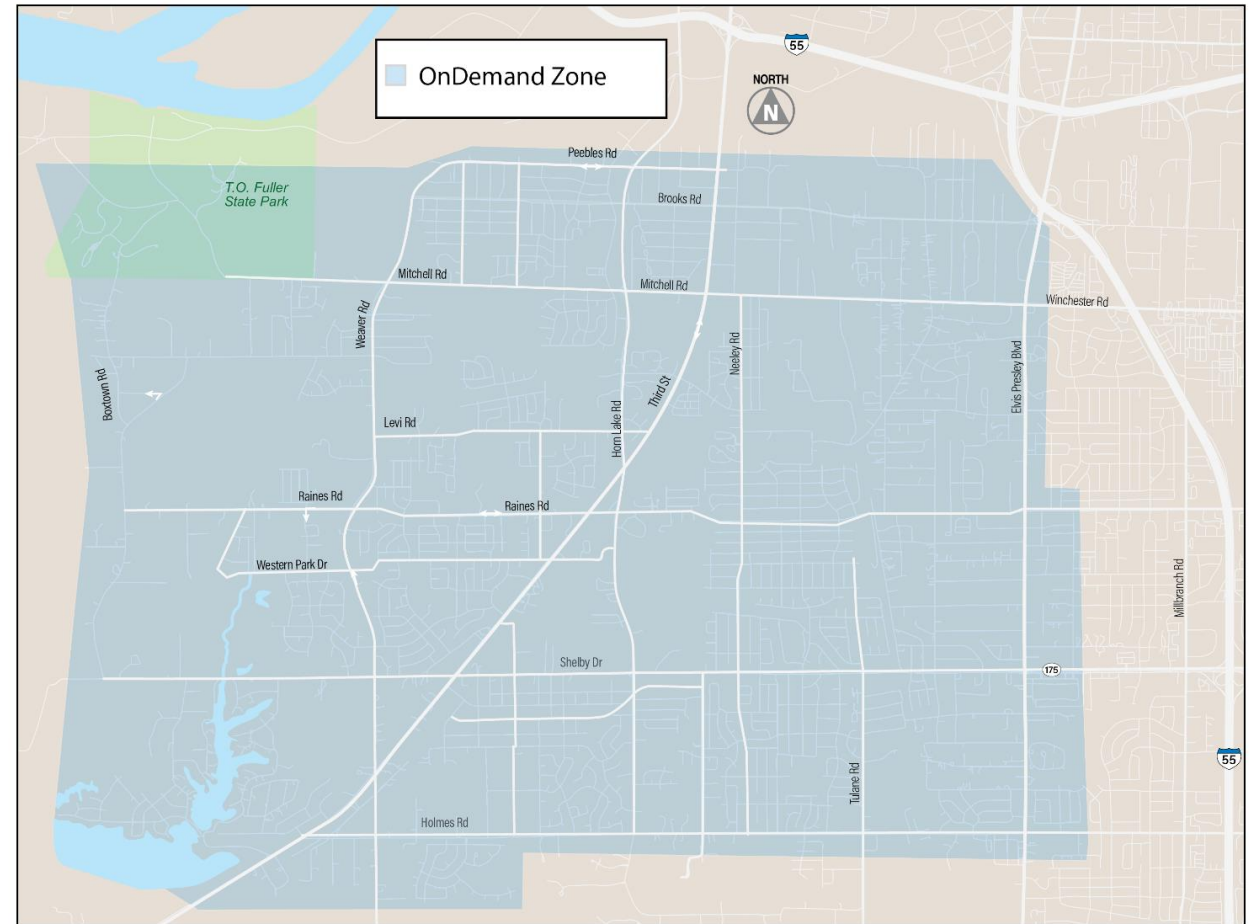 OnDemand Zone
55
NORTH
N
Peebles Rd
T.O. Fuller
State Park
Brooks Rd
Mitchell Rd
Mitchell Rd
Winchester Rd
Weaver Rd
Neeley Rd
Elvis Presley Blvd
Boxtown Rd
Third St
Horn Lake Rd
Levi Rd
Raines Rd
Raines Rd
Western Park Dr
Millbranch Rd
Shelby Dr
175
55
Tulane Rd
Holmes Rd